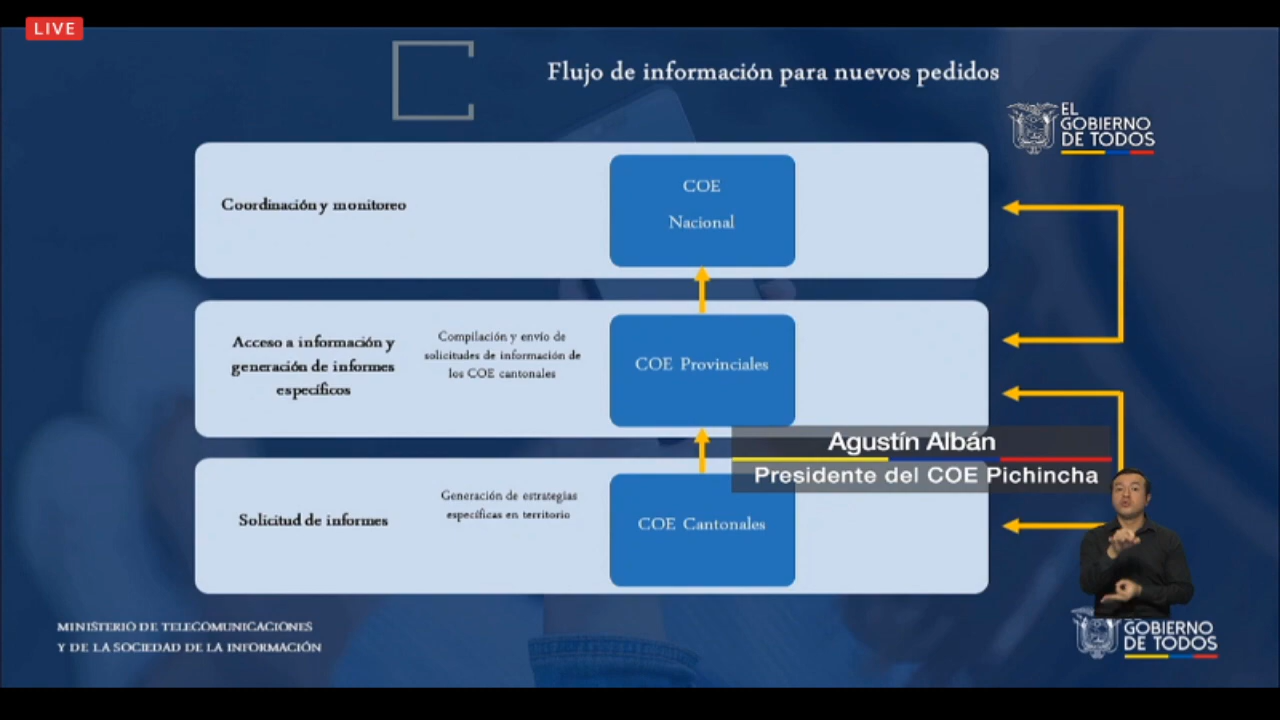 LIVE
Flujo de información para nuevos pedidos
EL
GOBIERNO
DE TODOS
Coordinación y monitoreo
COE
Nacional
Acceso a información y
generación de informes
específicos
Compilación y envío de
solicitudes de información de
los COE cantonales
COE Provinciales
Agustín Albán
Presidente del COE Pichincha
Solicitud de informes
Generación de estrategias
específicas en territorio
COE Cantonales
MINISTERIO DE TELECOMUNICACIONES
Y DE LA SOCIEDAD DE LA INFORMACIÓN
GOBIERNO
DE TODOS